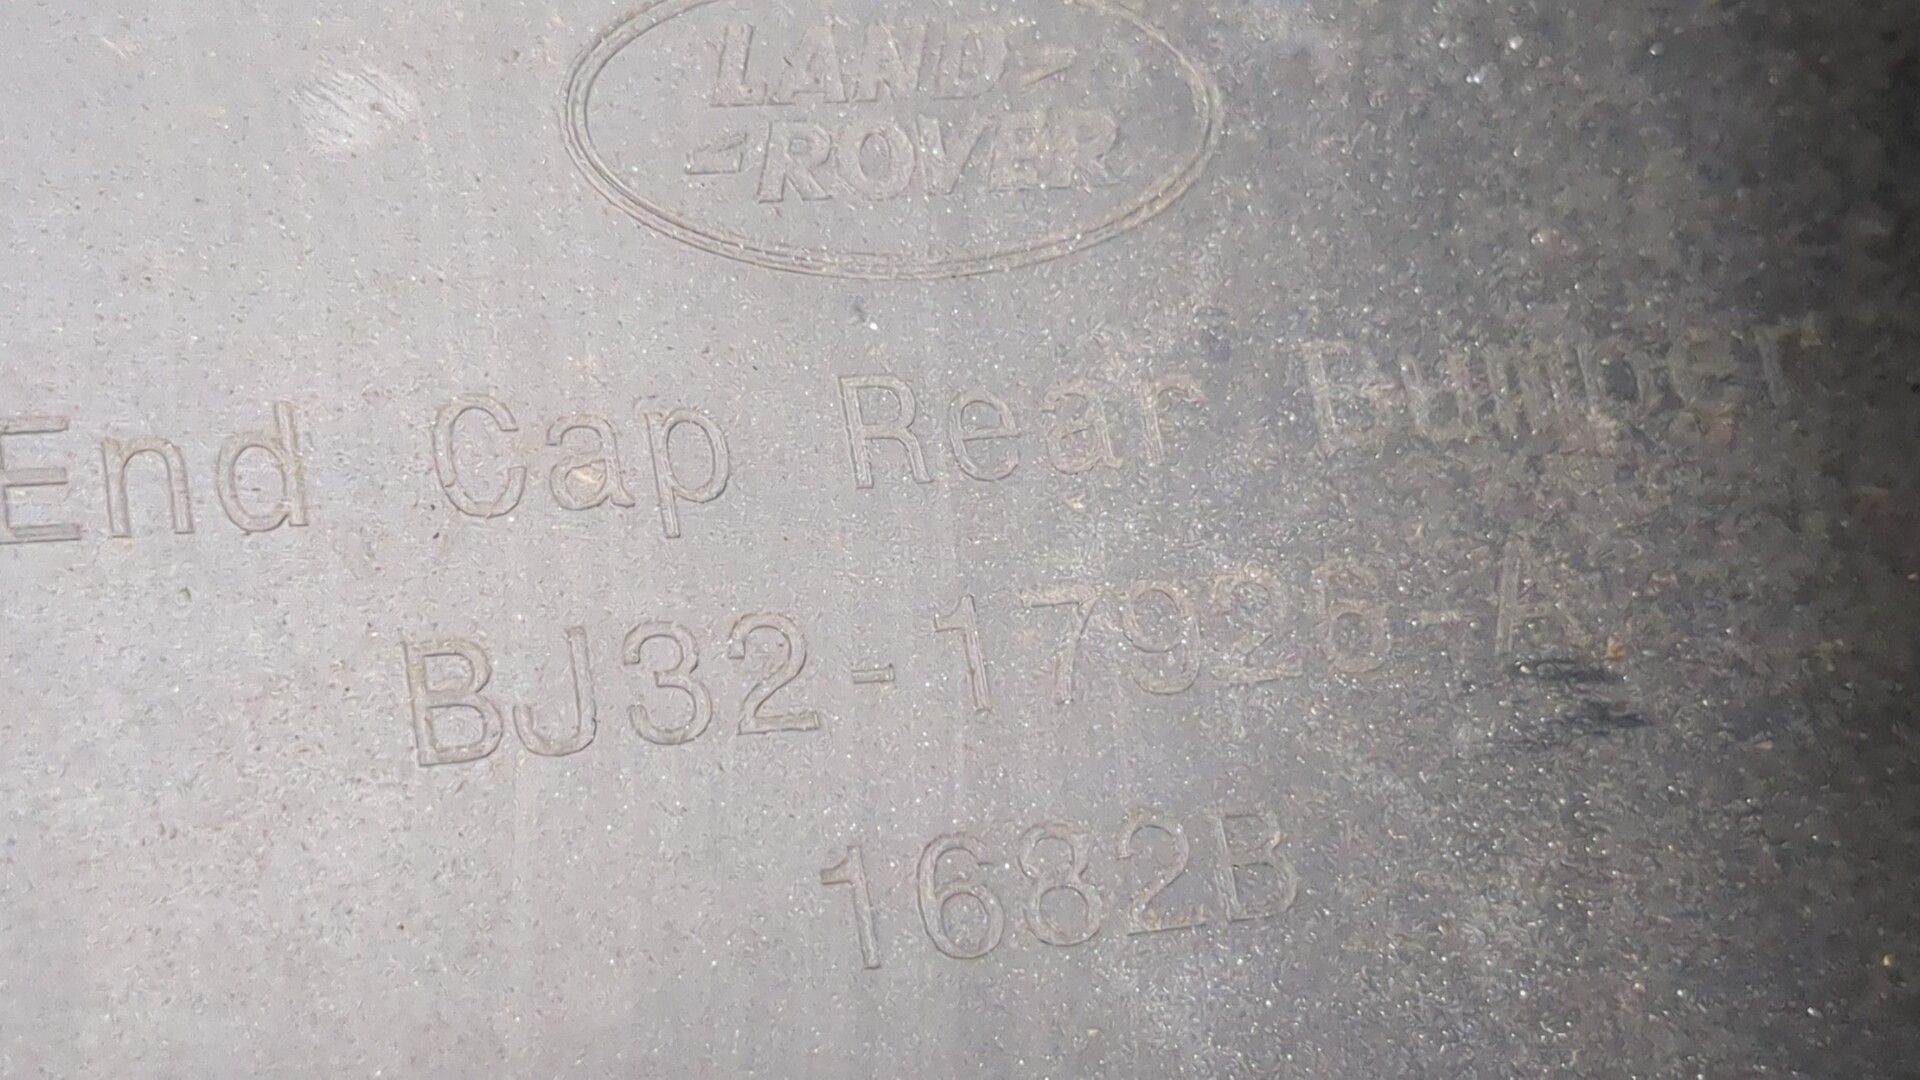 LAND
ROVER
End Cap Rear Bumper
BJ32-17926-A
1682B